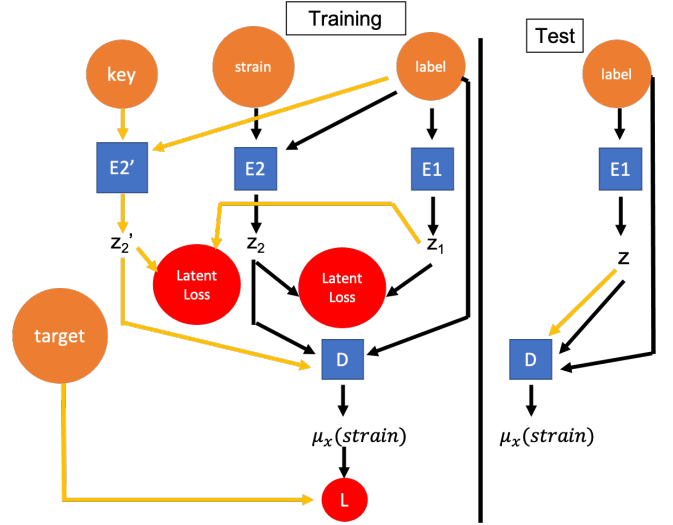 Training
Test
key
strain
label
label
E2'
E2
E1
E1
z₂'
z₂
z₁
z
Latent
Loss
Latent
Loss
target
D
D
μₓ(strain)
μₓ(strain)
L